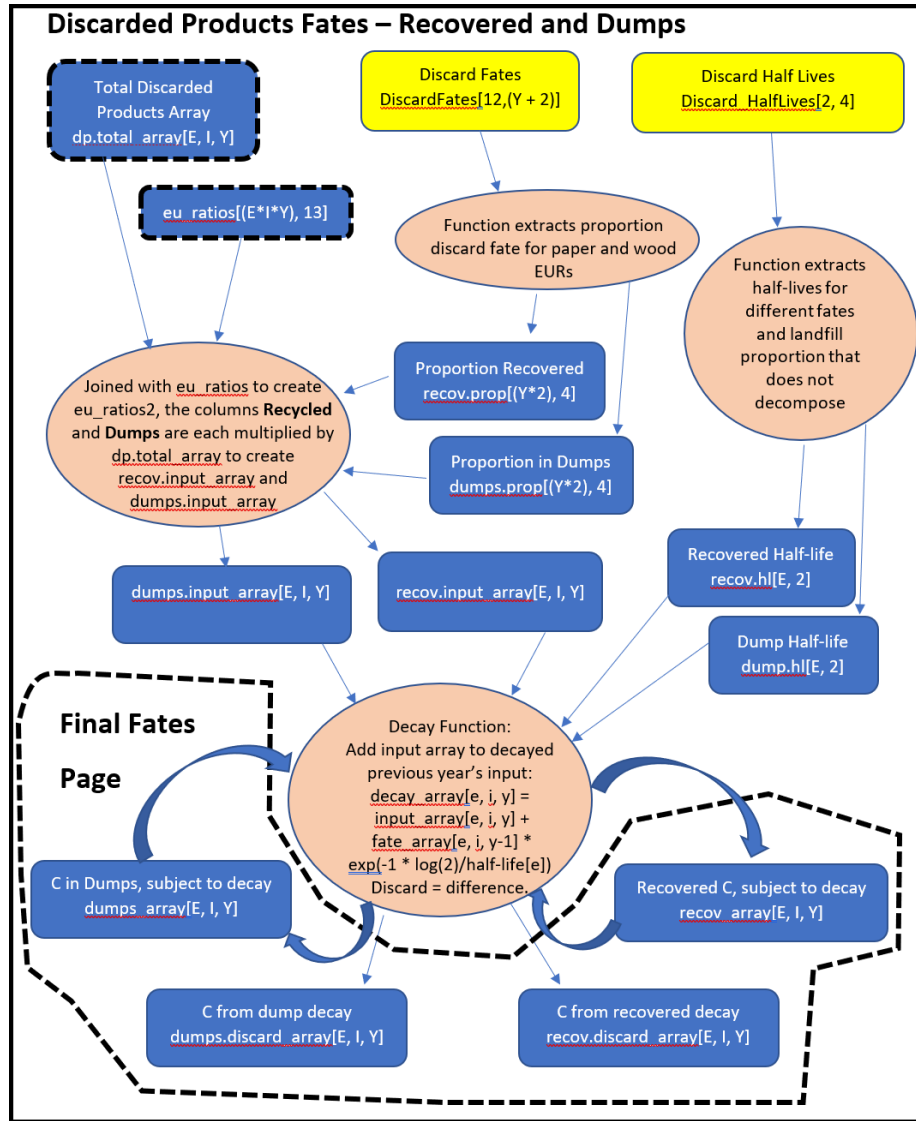 Discarded Products Fates – Recovered and Dumps
Total Discarded
Products Array
dp.total_array[E, I, Y]
Discard Fates
DiscardFates[12,(Y + 2)]
Discard Half Lives
Discard_HalfLives[2, 4]
eu_ratios[(E*I*Y), 13]
Function extracts proportion
discard fate for paper and wood
EURs
Function extracts
half-lives for
different fates
and landfill
proportion that
does not
decompose
Joined with eu_ratios to create
eu_ratios2, the columns Recycled
and Dumps are each multiplied by
dp.total_array to create
recov.input_array and
dumps.input_array
Proportion Recovered
recov.prop[(Y*2), 4]
Proportion in Dumps
dumps.prop[(Y*2), 4]
dumps.input_array[E, I, Y]
recov.input_array[E, I, Y]
Recovered Half-life
recov.hl[E, 2]
Dump Half-life
dump.hl[E, 2]
Final Fates
Page
Decay Function:
Add input array to decayed
previous year's input:
decay_array[e, i, y] =
input_array[e, i, y] +
fate_array[e, i, y-1] *
exp(-1 * log(2)/half-life[e])
Discard = difference.
C in Dumps, subject to decay
dumps_array[E, I, Y]
Recovered C, subject to decay
recov_array[E, I, Y]
C from dump decay
dumps.discard_array[E, I, Y]
C from recovered decay
recov.discard_array[E, I, Y]